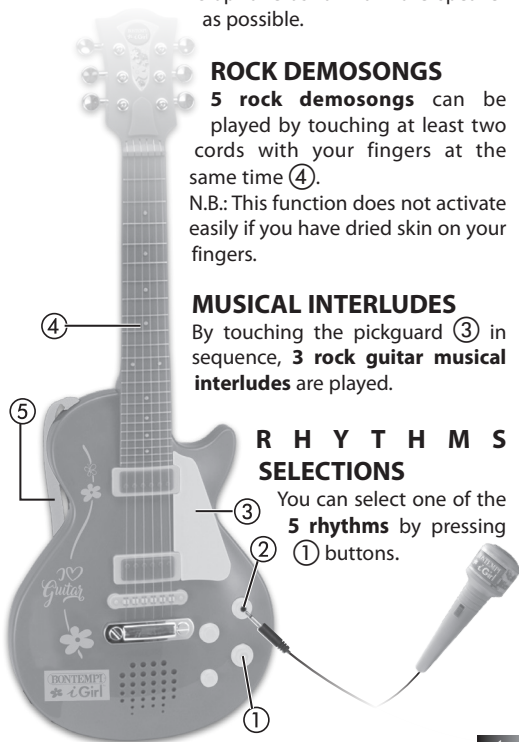 as possible.
ROCK DEMOSONGS
5 rock demosongs can be
played by touching at least two
cords with your fingers at the
same time ④.
N.B.: This function does not activate
easily if you have dried skin on your
fingers.
MUSICAL INTERLUDES
By touching the pickguard ③ in
sequence, 3 rock guitar musical
interludes are played.
R H Y T H M S
SELECTIONS
You can select one of the
5 rhythms by pressing
① buttons.
④
⑤
③
②
①
I♡
Guitar
BONTEMPI
i Girl
BONTEMPI
i Girl